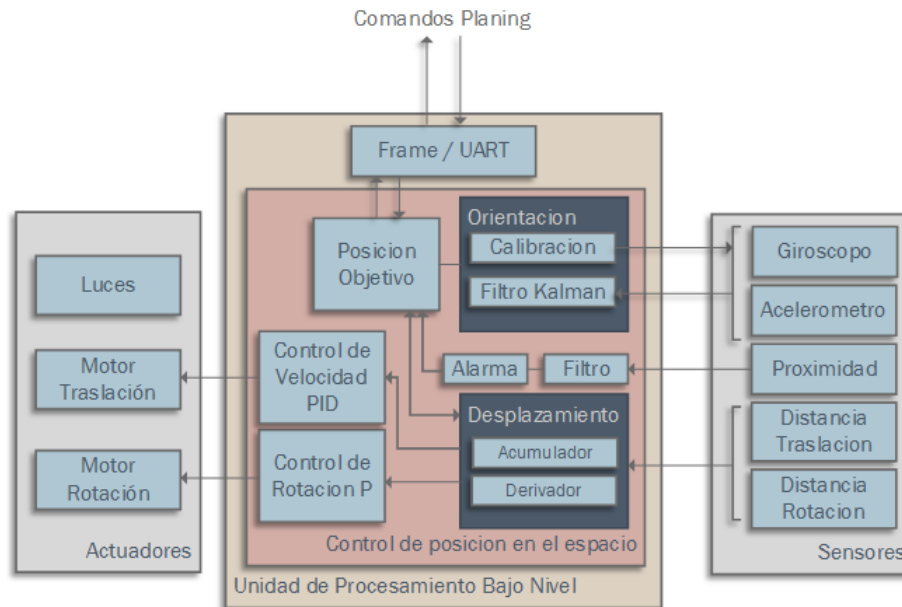 Comandos Planing
Frame / UART
Orientacion
Posicion
Objetivo
Calibracion
Filtro Kalman
Giroscopo
Acelerometro
Luces
Control de
Velocidad
PID
Alarma
Filtro
Proximidad
Motor
Traslación
Desplazamiento
Acumulador
Derivador
Distancia
Traslacion
Motor
Rotación
Control de
Rotacion P
Distancia
Rotacion
Actuadores
Control de posicion en el espacio
Sensores
Unidad de Procesamiento Bajo Nivel